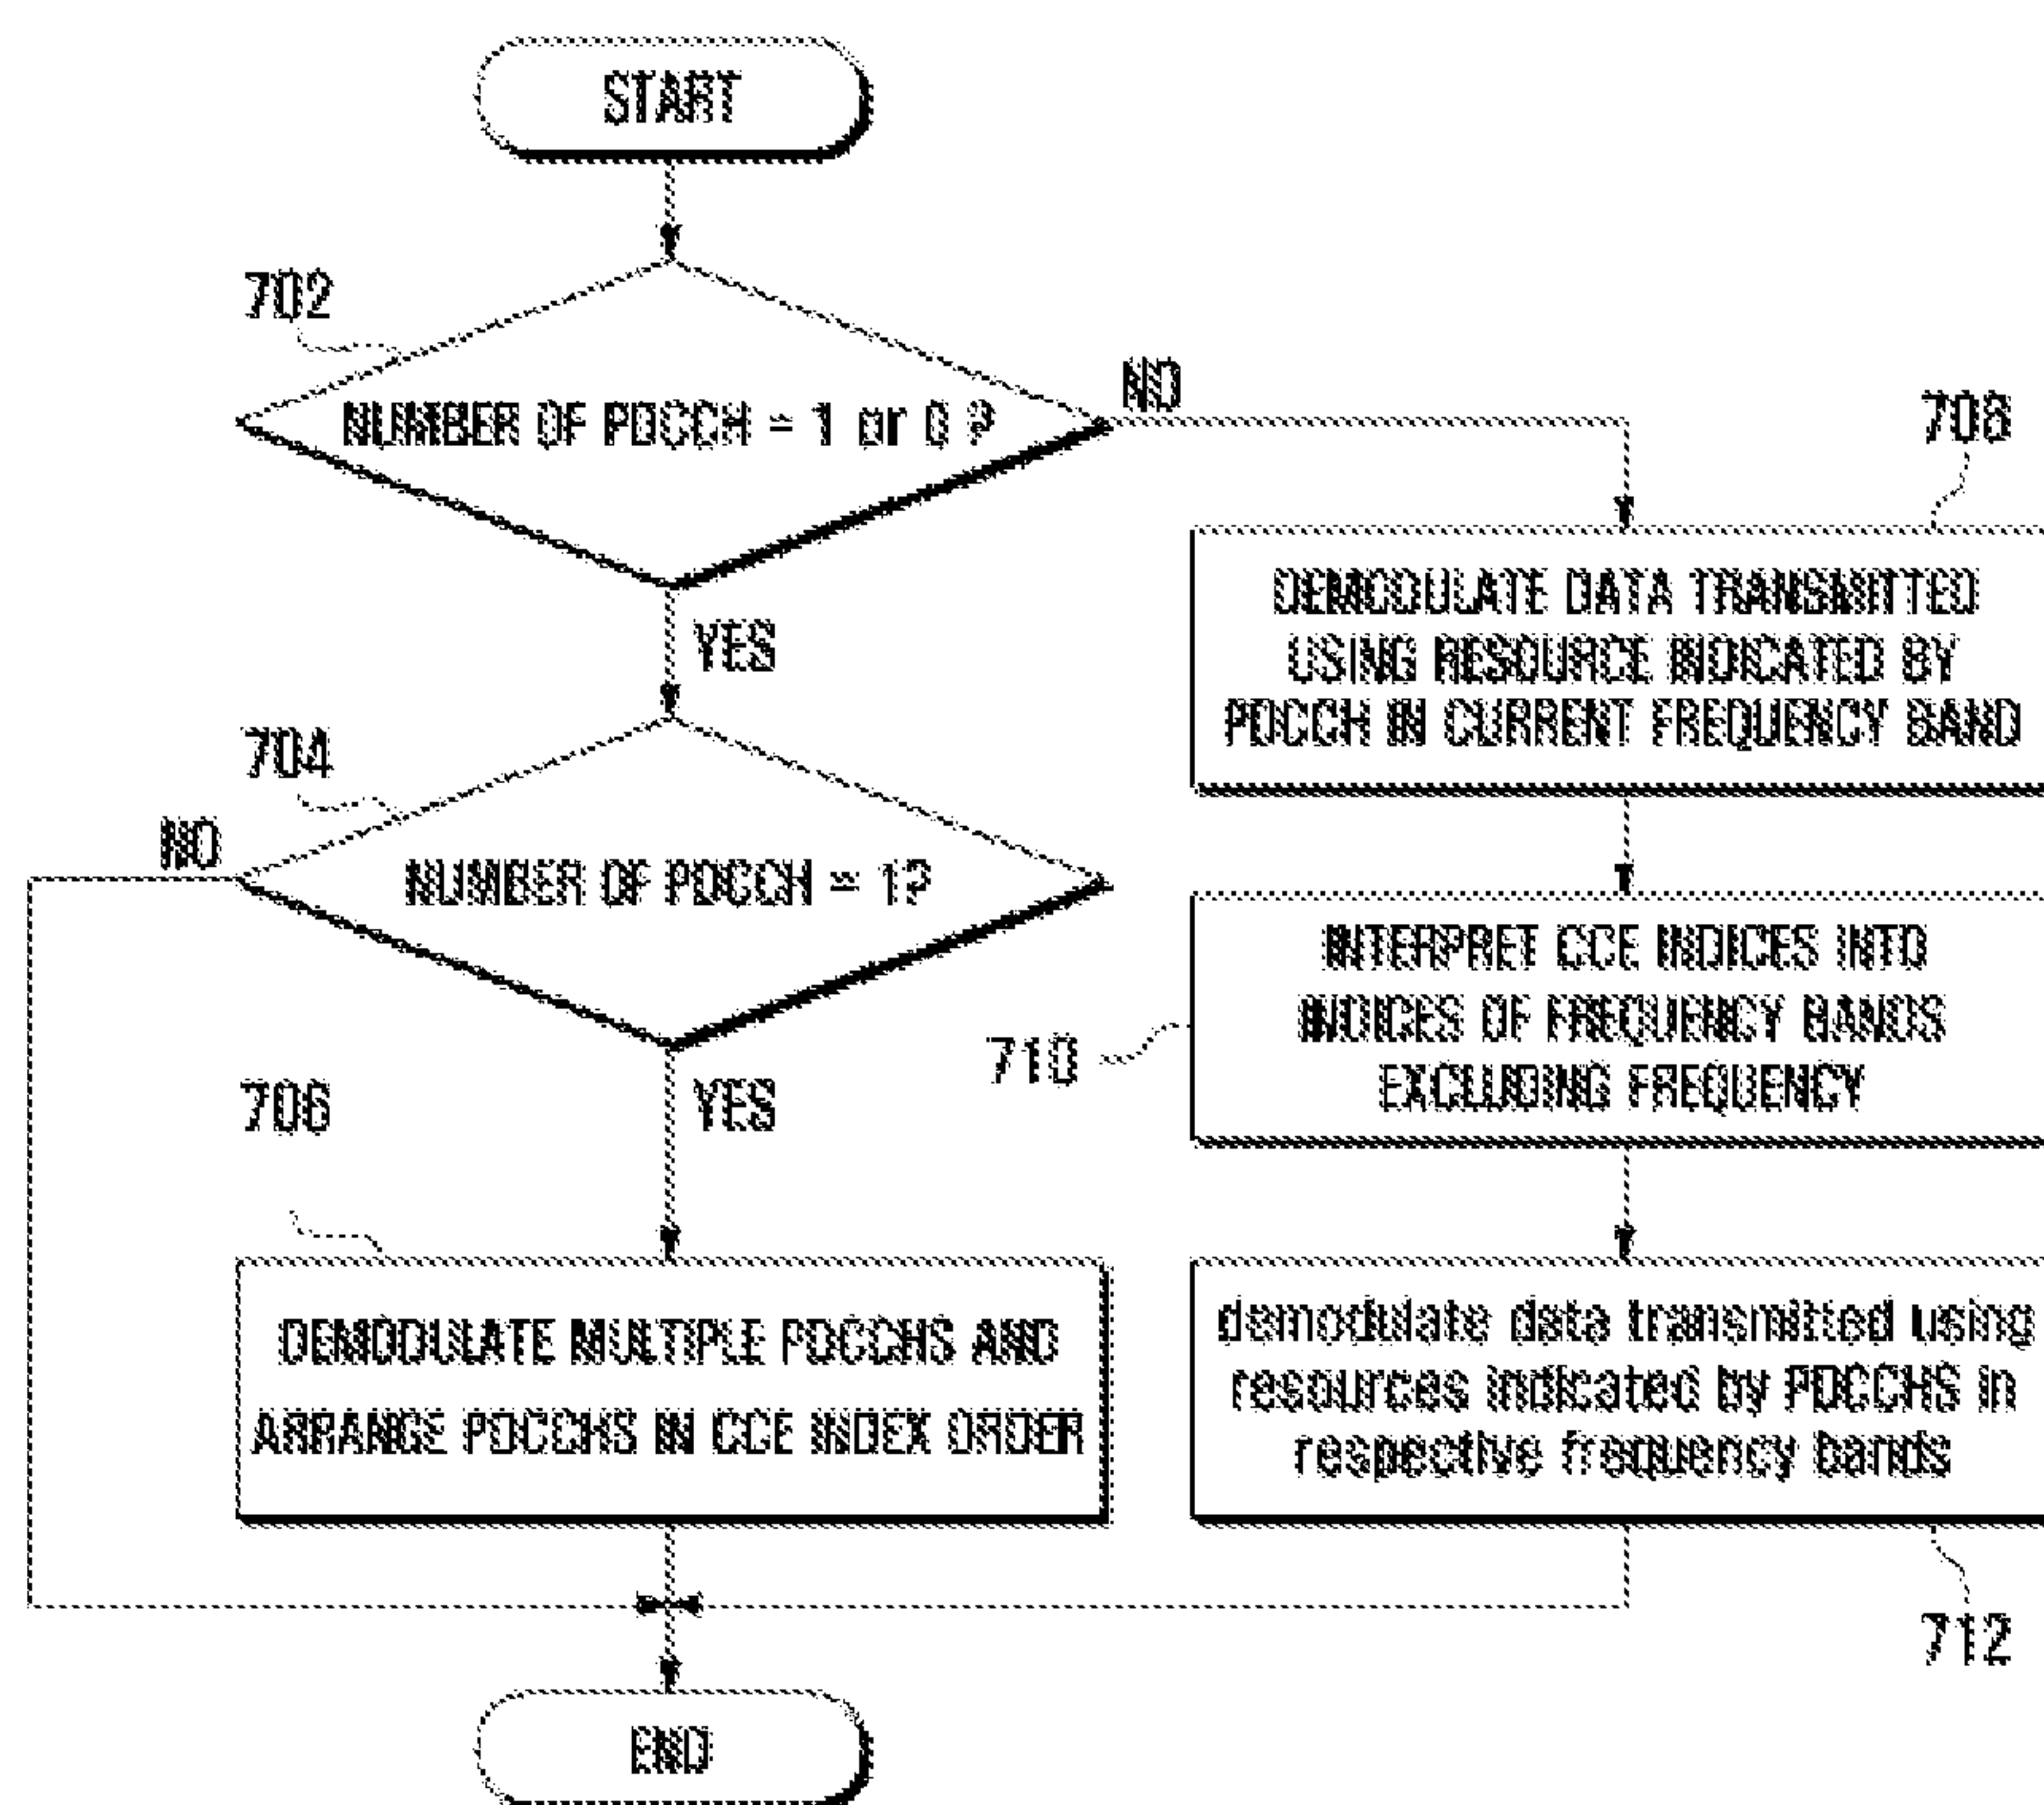 START
702
NUMBER OF PDCCH = 1 or 0 ?
NO
YES
708
DEMODULATE DATA TRANSMITTED
USING RESOURCE INDICATED BY
PDCCH IN CURRENT FREQUENCY BAND
704
NO
NUMBER OF PDCCH = 1?
YES
710
INTERPRET CCE INDICES INTO
INDICES OF FREQUENCY BANDS
EXCLUDING FREQUENCY
706
DEMODULATE MULTIPLE PDCCHS AND
ARRANGE PDCCHS IN CCE INDEX ORDER
demodulate data transmitted using
resources indicated by PDCCHS in
respective frequency bands
712
END